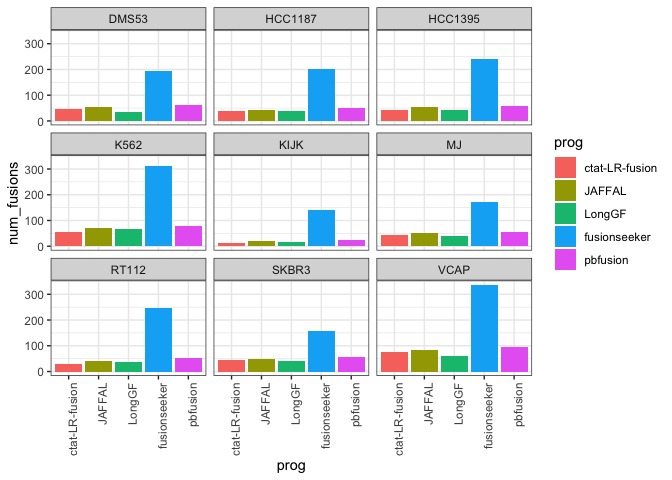 DMS53 HCC1187 HCC1395
300
200
100
0
K562 KIJK MJ
300
200
100
0
RT112 SKBR3 VCAP
300
200
100
0
num_fusions
ctat-LR-fusion JAFFAL LongGF fusionseeker pbfusion ctat-LR-fusion JAFFAL LongGF fusionseeker pbfusion ctat-LR-fusion JAFFAL LongGF fusionseeker pbfusion
prog
prog
ctat-LR-fusion
JAFFAL
LongGF
fusionseeker
pbfusion